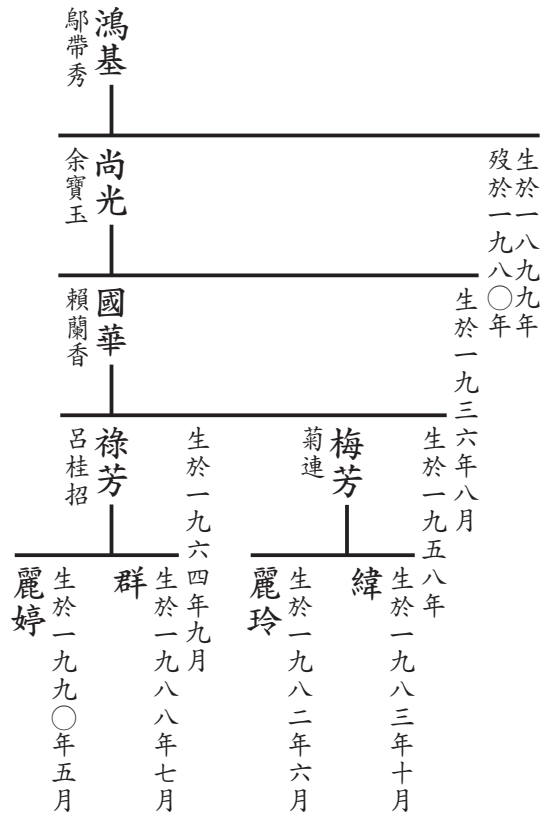 鴻基
鄔帶秀
生於一八九九年
歿於一九八〇年
尚光
余寶玉
生於一九三六年八月
國華
賴蘭香
生於一九五八年
梅芳
菊連
生於一九六四年九月
祿芳
呂桂招
生於一九八三年十月
緯
生於一九八二年六月
麗玲
生於一九八八年七月
群
生於一九九〇年五月
麗婷